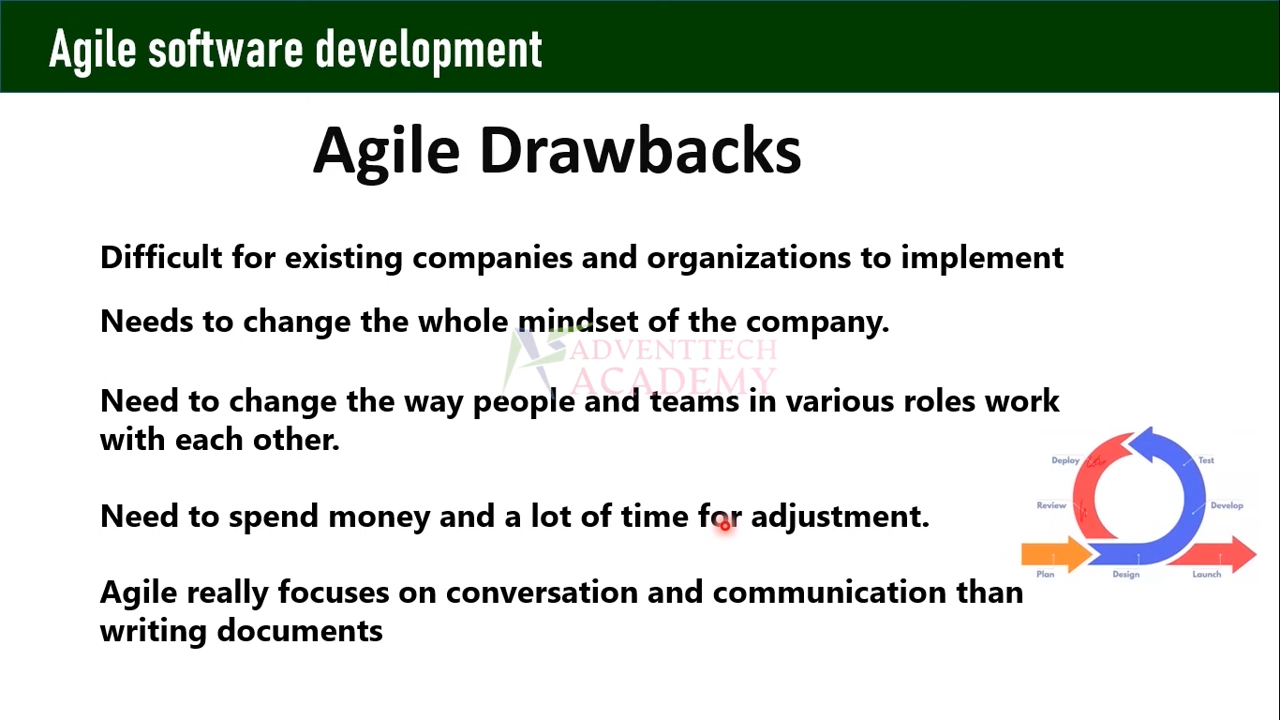 Agile software development
Agile Drawbacks
Difficult for existing companies and organizations to implement
Needs to change the whole mindset of the company.
ADVENTTECH
ACADEMY
Need to change the way people and teams in various roles work
with each other.
Need to spend money and a lot of time for adjustment.
Agile really focuses on conversation and communication than
writing documents
Deploy
Test
Review
Develop
Plan
Design
Launch